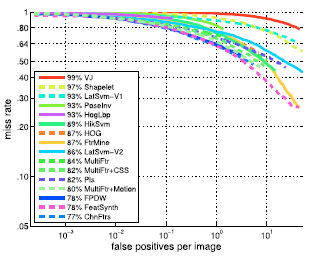 1
.80
.64
.50
.40
.30
.20
.10
.05
miss rate
99% VJ
97% Shapelet
93% LatSvm-V1
93% PoseInv
93% HogLbp
89% HikSvm
87% HOG
87% FtrMine
86% LatSvm-V2
84% MultiFtr
82% MultiFtr+CSS
82% Pls
80% MultiFtr+Motion
78% FPDW
78% FeatSynth
77% ChnFtrs
10⁻³ 10⁻² 10⁻¹ 10⁰ 10¹
false positives per image